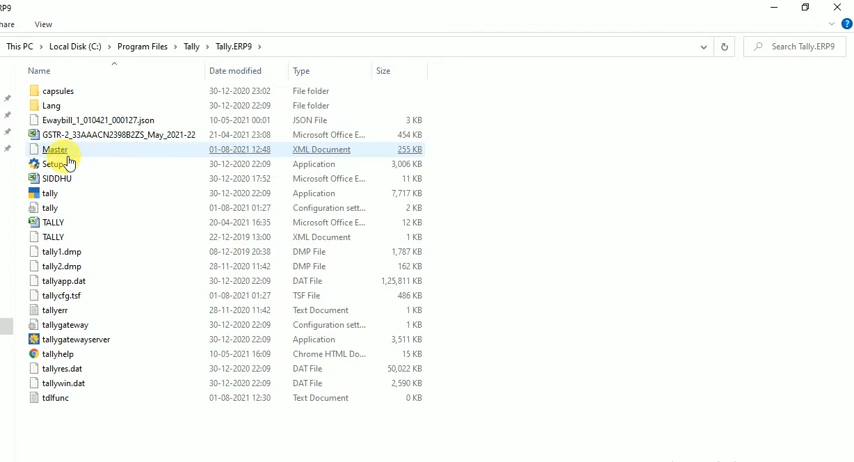 RP9
hare View
This PC > Local Disk (C:) > Program Files > Tally > Tally.ERP9 > Search Tally.ERP9
Name Date modified Type Size
capsules 30-12-2020 23:02 File folder
Lang 30-12-2020 22:09 File folder
Ewaybill_1_010421_000127.json 10-05-2021 00:01 JSON File 3 KB
GSTR-2_33AAACN2398B2ZS_May_2021-22 21-04-2021 23:08 Microsoft Office E... 454 KB
Master 01-08-2021 12:48 XML Document 255 KB
Setup 30-12-2020 22:09 Application 3,006 KB
SIDDHU 30-12-2020 17:52 Microsoft Office E... 11 KB
tally 30-12-2020 22:09 Application 7,717 KB
tally 01-08-2021 01:27 Configuration sett... 2 KB
TALLY 20-04-2021 16:35 Microsoft Office E... 12 KB
TALLY 22-12-2019 13:00 XML Document 1 KB
tally1.dmp 08-12-2019 20:38 DMP File 1,787 KB
tally2.dmp 28-11-2020 11:42 DMP File 162 KB
tallyapp.dat 30-12-2020 22:09 DAT File 1,25,811 KB
tallycfg.tsf 01-08-2021 01:27 TSF File 486 KB
tallyerr 28-11-2020 11:42 Text Document 1 KB
tallygateway 30-12-2020 22:09 Configuration sett... 1 KB
tallygatewayserver 30-12-2020 22:09 Application 3,511 KB
tallyhelp 10-05-2021 16:09 Chrome HTML Do... 15 KB
tallyres.dat 30-12-2020 22:09 DAT File 50,022 KB
tallywin.dat 30-12-2020 22:09 DAT File 2,590 KB
tdlfunc 01-08-2021 12:30 Text Document 0 KB